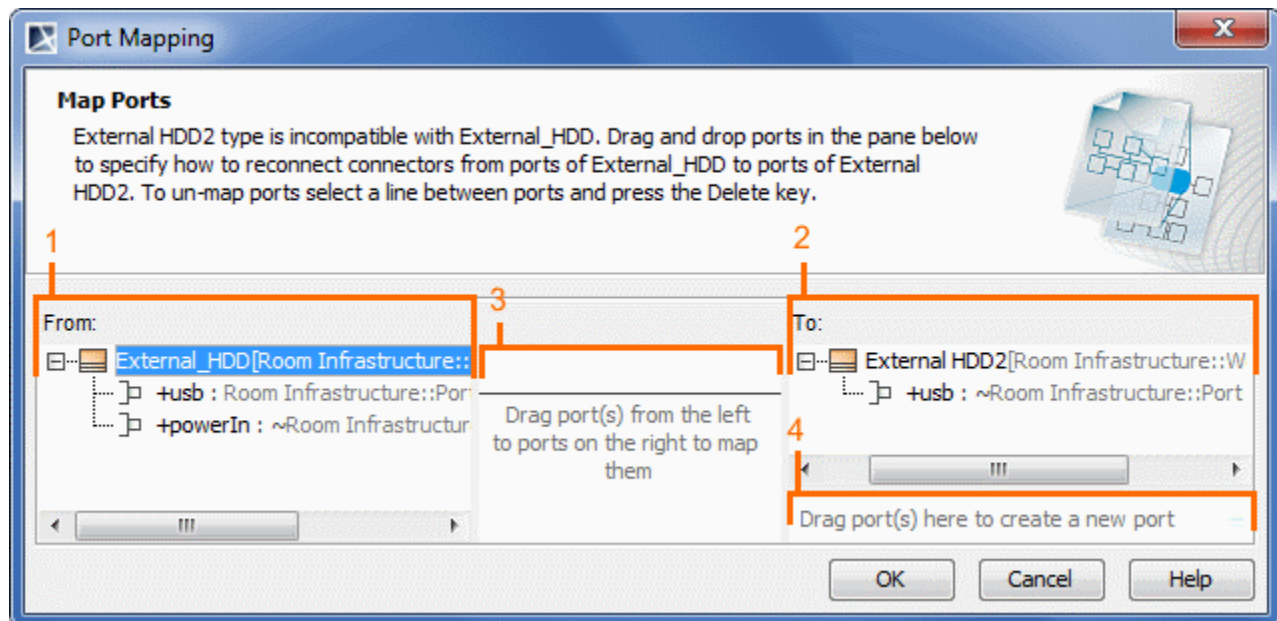 Port Mapping
Map Ports
External HDD2 type is incompatible with External_HDD. Drag and drop ports in the pane below
to specify how to reconnect connectors from ports of External_HDD to ports of External
HDD2. To un-map ports select a line between ports and press the Delete key.
1
2
3
From:
To:
External_HDD[Room Infrastructure::
External HDD2[Room Infrastructure::W
+usb : Room Infrastructure::Por
+usb : ~Room Infrastructure::Port
+powerIn : ~Room Infrastructur
Drag port(s) from the left
to ports on the right to map
them
4
Drag port(s) here to create a new port
OK
Cancel
Help